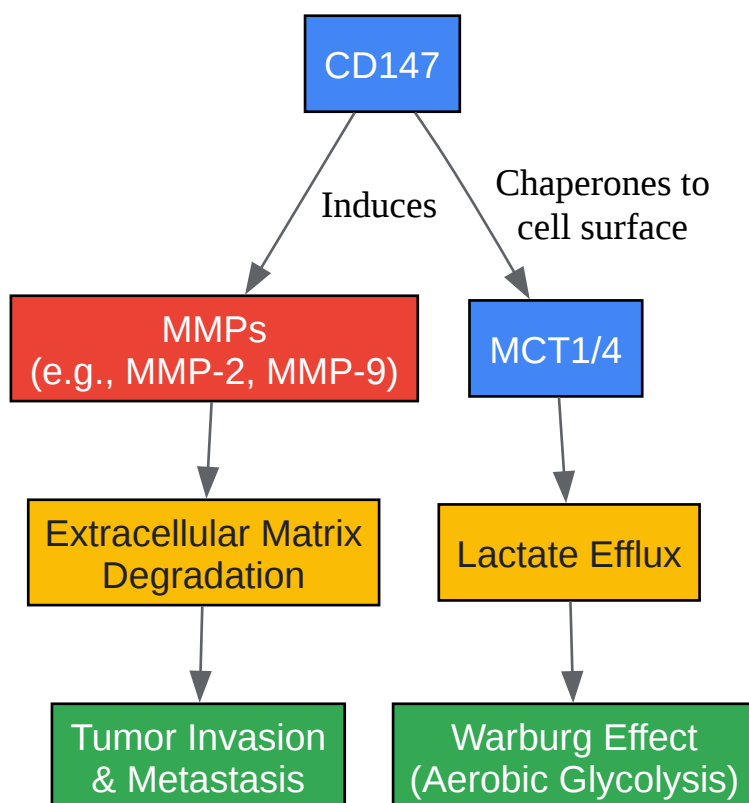 CD147
Induces
Chaperones to
cell surface
MMPs
(e.g., MMP-2, MMP-9)
MCT1/4
Extracellular Matrix
Degradation
Lactate Efflux
Tumor Invasion
& Metastasis
Warburg Effect
(Aerobic Glycolysis)